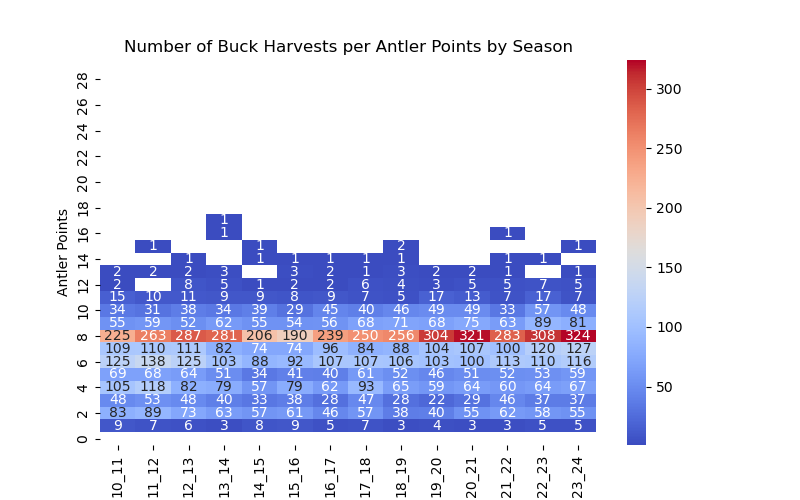 Number of Buck Harvests per Antler Points by Season
Antler Points
28
26
24
22
20
18
1
16 1 1
1 1 2 1
14 1 1 1 1 1 1 1 1
2 2 2 3 3 2 1 3 2 2 1 1
12 2 8 5 1 2 2 6 4 3 5 5 7 5
15 10 11 9 9 8 9 7 5 17 13 7 17 7
10 34 31 38 34 39 29 45 40 46 49 49 33 57 48
55 59 52 62 55 54 56 68 71 68 75 63 89 81
8 225 263 287 281 206 190 239 250 256 304 321 283 308 324
109 110 111 82 74 74 96 84 88 104 107 100 120 127
6 125 138 125 103 88 92 107 107 106 103 100 113 110 116
69 68 64 51 34 41 40 61 52 46 51 52 53 59
4 105 118 82 79 57 79 62 93 65 59 64 60 64 67
48 53 48 40 33 38 28 47 28 22 29 46 37 37
2 83 89 73 63 57 61 46 57 38 40 55 62 58 55
9 7 6 3 8 9 5 7 3 4 3 3 5 5
0
10_11 11_12 12_13 13_14 14_15 15_16 16_17 17_18 18_19 19_20 20_21 21_22 22_23 23_24
300
250
200
150
100
50